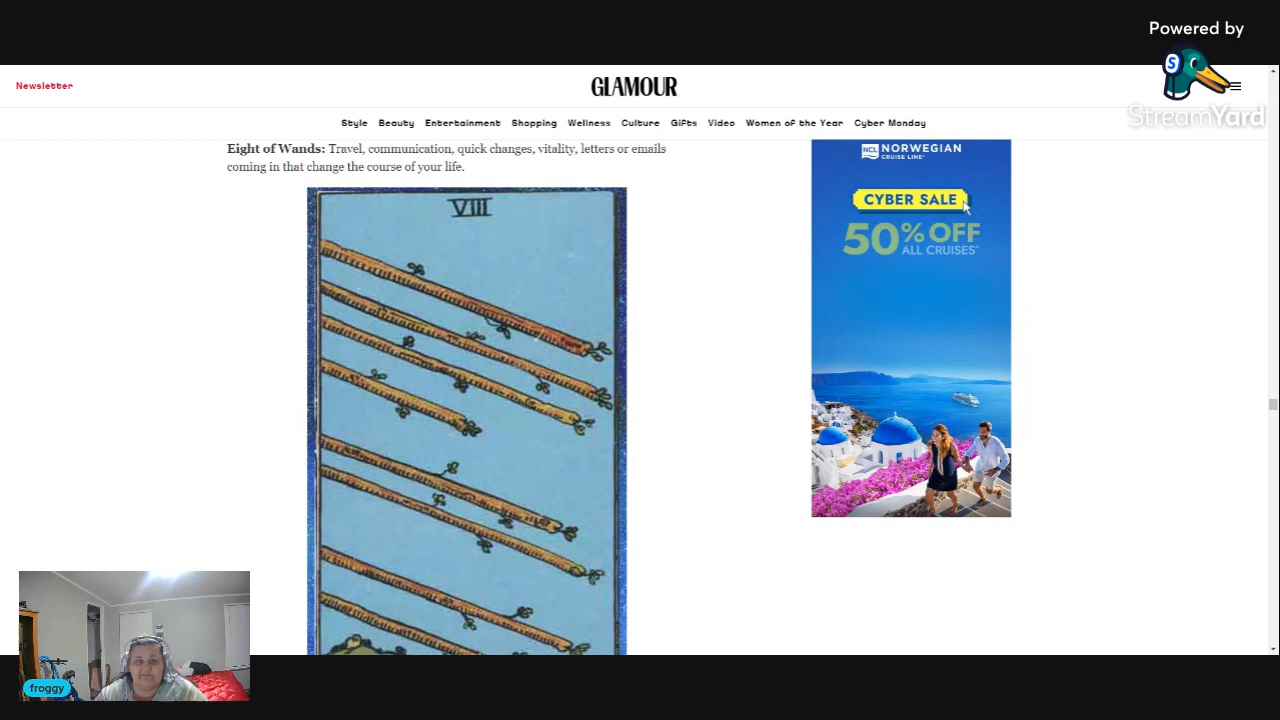 Powered by
StreamYard
Newsletter
GLAMOUR
Style Beauty Entertainment Shopping Wellness Culture Gifts Video Women of the Year Cyber Monday
Eight of Wands: Travel, communication, quick changes, vitality, letters or emails
coming in that change the course of your life.
VIII
NCL NORWEGIAN
CRUISE LINE
CYBER SALE
50% OFF
ALL CRUISES*
froggy